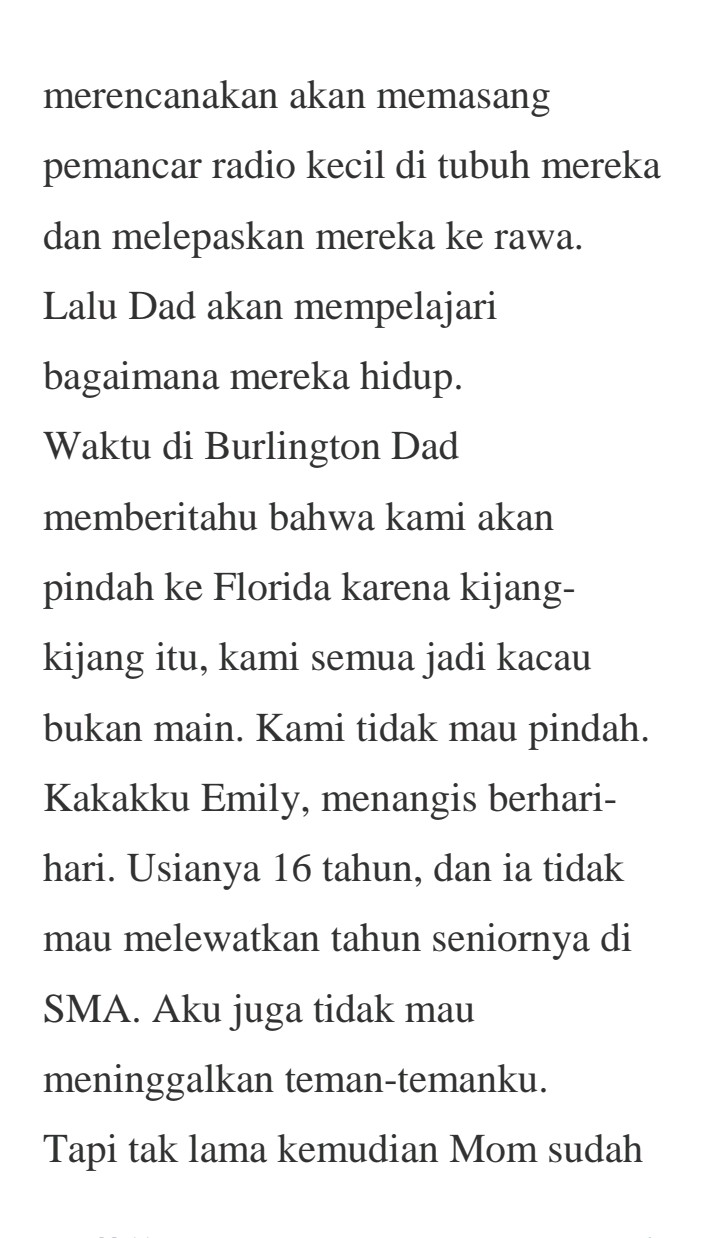 merencanakan akan memasang
pemancar radio kecil di tubuh mereka
dan melepaskan mereka ke rawa.
Lalu Dad akan mempelajari
bagaimana mereka hidup.
Waktu di Burlington Dad
memberitahu bahwa kami akan
pindah ke Florida karena kijang-
kijang itu, kami semua jadi kacau
bukan main. Kami tidak mau pindah.
Kakakku Emily, menangis berhari-
hari. Usianya 16 tahun, dan ia tidak
mau melewatkan tahun seniornya di
SMA. Aku juga tidak mau
meninggalkan teman-temanku.
Tapi tak lama kemudian Mom sudah